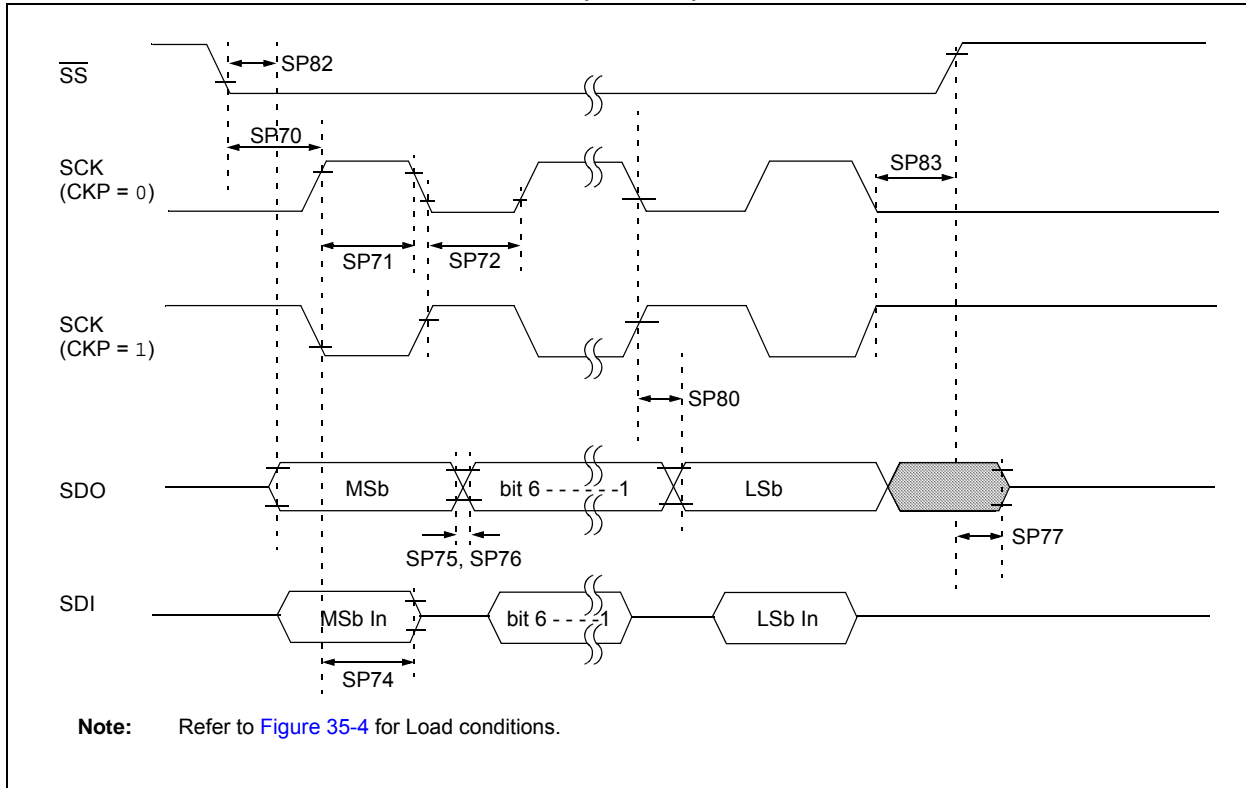 SS
SP82
SP70
SCK
(CKP = 0)
SP83
SP71
SP72
SCK
(CKP = 1)
SP80
SDO
MSb
bit 6 - - - - - - -1
LSb
SP77
SP75, SP76
SDI
MSb In
bit 6 - - - -1
LSb In
SP74
Note: Refer to Figure 35-4 for Load conditions.